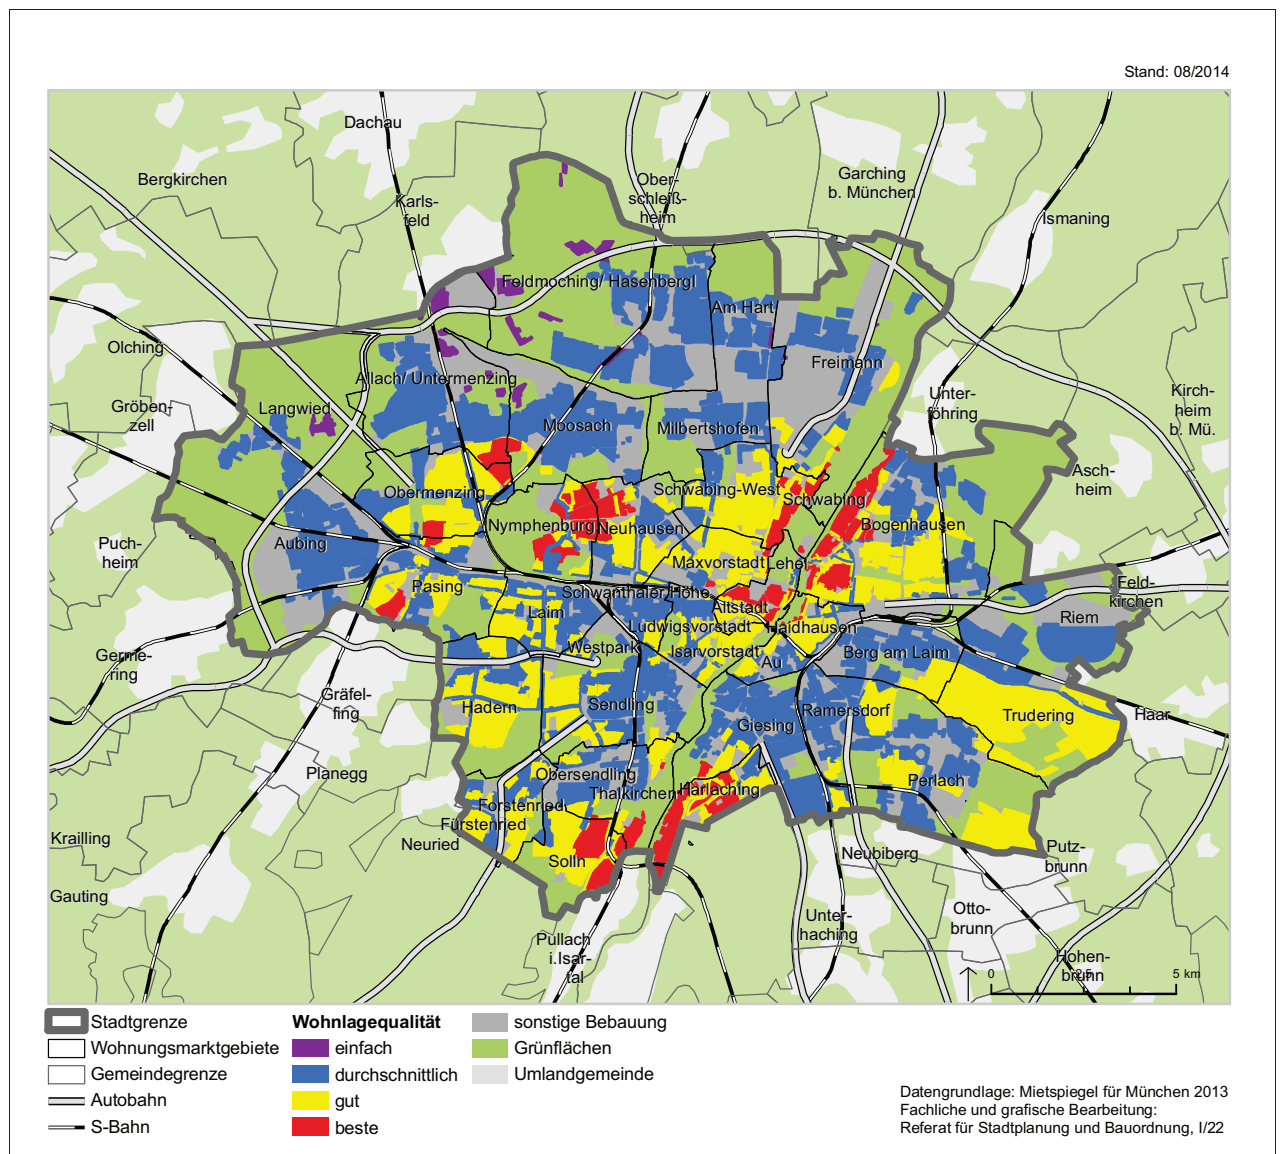 Stand: 08/2014
Dachau
Bergkirchen
Karls-
feld
Ober-
schleiß-
heim
Garching
b. München
Ismaning
Feldmoching/ Hasenbergl
Am Hart
Olching
Freimann
Allach/ Untermenzing
Unter-
föhring
Kirch-
heim
b. Mü.
Gröben-
zell
Langwied
Moosach
Milbertshofen
Asch-
heim
Obermenzing
Schwabing-West
Schwabing
Nymphenburg
Neuhausen
Bogenhausen
Puch-
heim
Aubing
Maxvorstadt
Lehel
Pasing
Schwanthaler Höhe
Feld-
kirchen
Laim
Altstadt
Riem
Ludwigsvorstadt
Haidhausen
Westpark
Isarvorstadt
Au
Berg am Laim
Germe-
ring
Gräfel-
fing
Hadern
Sendling
Giesing
Ramersdorf
Trudering
Haar
Planegg
Obersendling
Thalkirchen
Harlaching
Perlach
Forstenried
Fürstenried
Krailling
Neuried
Solln
Neubiberg
Putz-
brunn
Gauting
Unter-
haching
Otto-
brunn
Pullach
i.Isar-
tal
Hohen-
brunn
0 2,5 5 km
Stadtgrenze
Wohnungsmarktgebiete
Gemeindegrenze
Autobahn
S-Bahn
Wohnlagequalität
einfach
durchschnittlich
gut
beste
sonstige Bebauung
Grünflächen
Umlandgemeinde
Datengrundlage: Mietspiegel für München 2013
Fachliche und grafische Bearbeitung:
Referat für Stadtplanung und Bauordnung, I/22